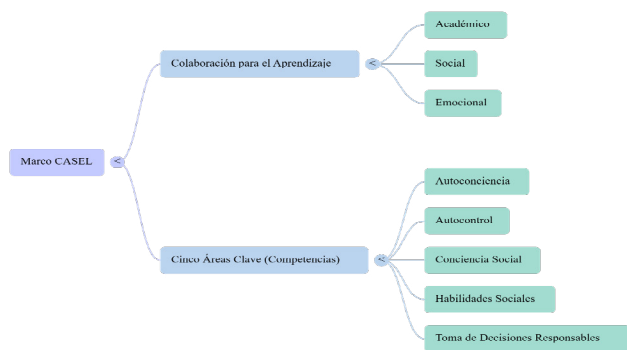 Marco CASEL
Colaboración para el Aprendizaje
Académico
Social
Emocional
Cinco Áreas Clave (Competencias)
Autoconciencia
Autocontrol
Conciencia Social
Habilidades Sociales
Toma de Decisiones Responsables